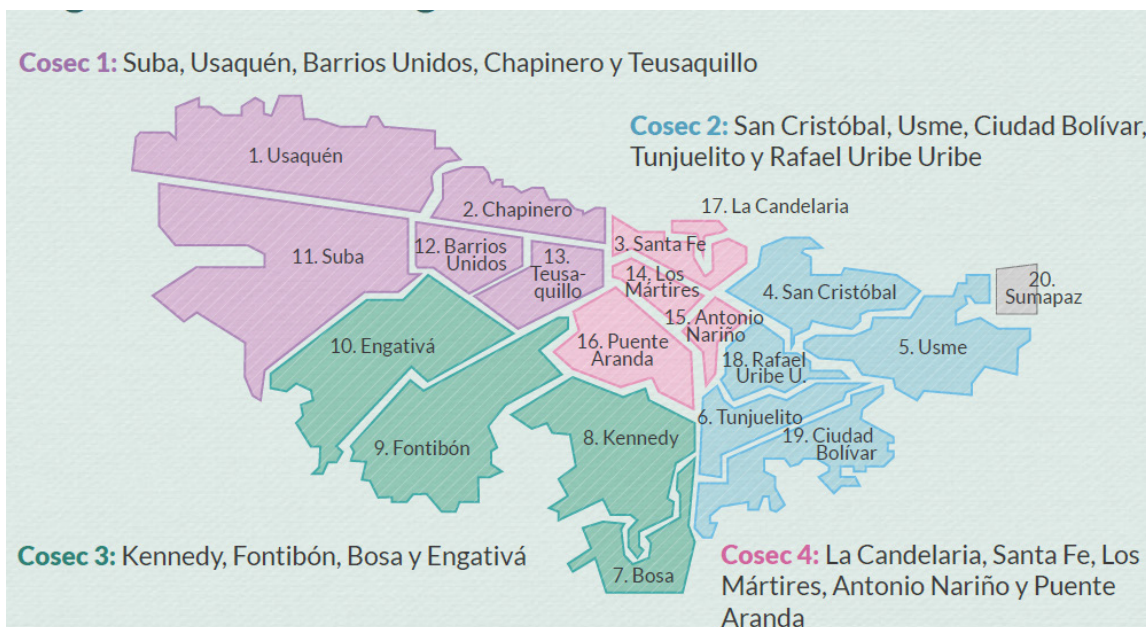 Cosec 1: Suba, Usaquén, Barrios Unidos, Chapinero y Teusaquillo
Cosec 2: San Cristóbal, Usme, Ciudad Bolívar,
Tunjuelito y Rafael Uribe Uribe
1. Usaquén
2. Chapinero
17. La Candelaria
3. Santa Fe
11. Suba
12. Barrios
Unidos
13.
Teusa-
quillo
14. Los
Mártires
4. San Cristóbal
20.
Sumapaz
15. Antonio
Nariño
10. Engativá
16. Puente
Aranda
18. Rafael
Uribe U.
5. Usme
6. Tunjuelito
9. Fontibón
8. Kennedy
19. Ciudad
Bolívar
7. Bosa
Cosec 3: Kennedy, Fontibón, Bosa y Engativá
Cosec 4: La Candelaria, Santa Fe, Los
Mártires, Antonio Nariño y Puente
Aranda